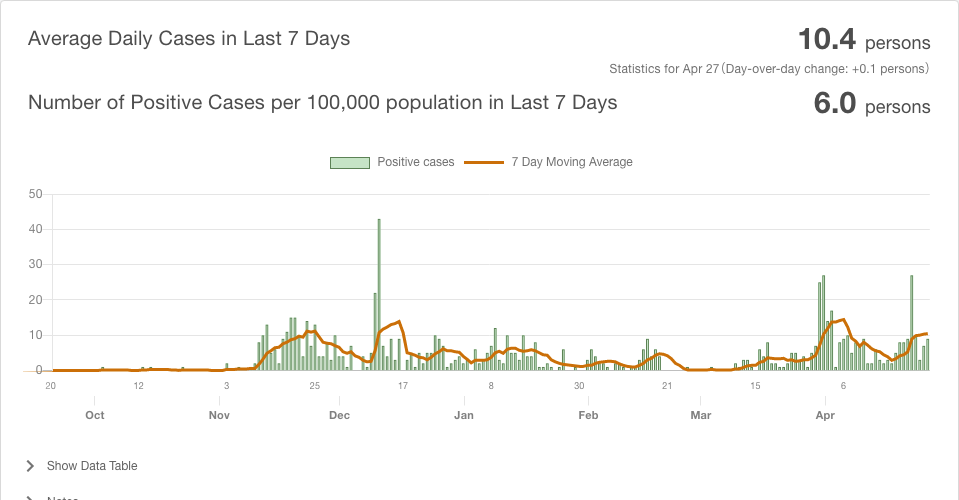 Average Daily Cases in Last 7 Days
10.4 persons
Statistics for Apr 27 (Day-over-day change: +0.1 persons)
Number of Positive Cases per 100,000 population in Last 7 Days
6.0 persons
Positive cases 7 Day Moving Average
50
40
30
20
10
0
20 12 3 25 17 8 30 21 15 6
Oct Nov Dec Jan Feb Mar Apr
Show Data Table